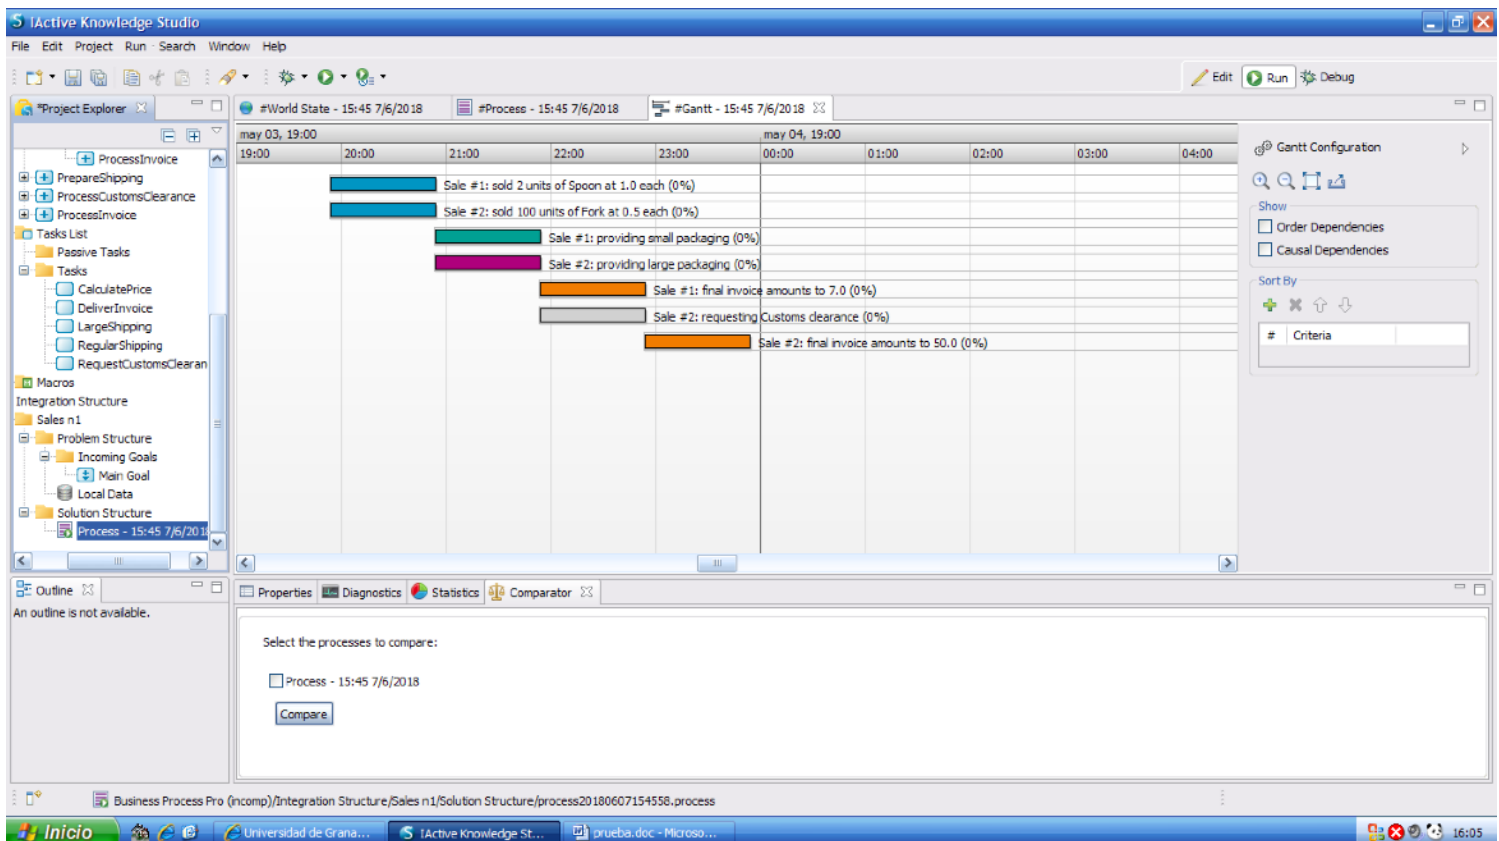 IActive Knowledge Studio
File Edit Project Run Search Window Help
Edit Run Debug
*Project Explorer
#World State - 15:45 7/6/2018
#Process - 15:45 7/6/2018
#Gantt - 15:45 7/6/2018
ProcessInvoice
PrepareShipping
ProcessCustomsClearance
ProcessInvoice
Tasks List
Passive Tasks
Tasks
CalculatePrice
DeliverInvoice
LargeShipping
RegularShipping
RequestCustomsClearan
Macros
Integration Structure
Sales n1
Problem Structure
Incoming Goals
Main Goal
Local Data
Solution Structure
Process - 15:45 7/6/2018
may 03, 19:00 may 04, 19:00
19:00 20:00 21:00 22:00 23:00 00:00 01:00 02:00 03:00 04:00
Sale #1: sold 2 units of Spoon at 1.0 each (0%)
Sale #2: sold 100 units of Fork at 0.5 each (0%)
Sale #1: providing small packaging (0%)
Sale #2: providing large packaging (0%)
Sale #1: final invoice amounts to 7.0 (0%)
Sale #2: requesting Customs clearance (0%)
Sale #2: final invoice amounts to 50.0 (0%)
Gantt Configuration
Show
Order Dependencies
Causal Dependencies
Sort By
# Criteria
Outline
An outline is not available.
Properties Diagnostics Statistics Comparator
Select the processes to compare:
Process - 15:45 7/6/2018
Compare
Business Process Pro (incomp)/Integration Structure/Sales n1/Solution Structure/process20180607154558.process
Inicio
Universidad de Grana...
IActive Knowledge St...
prueba.doc - Microso...
16:05